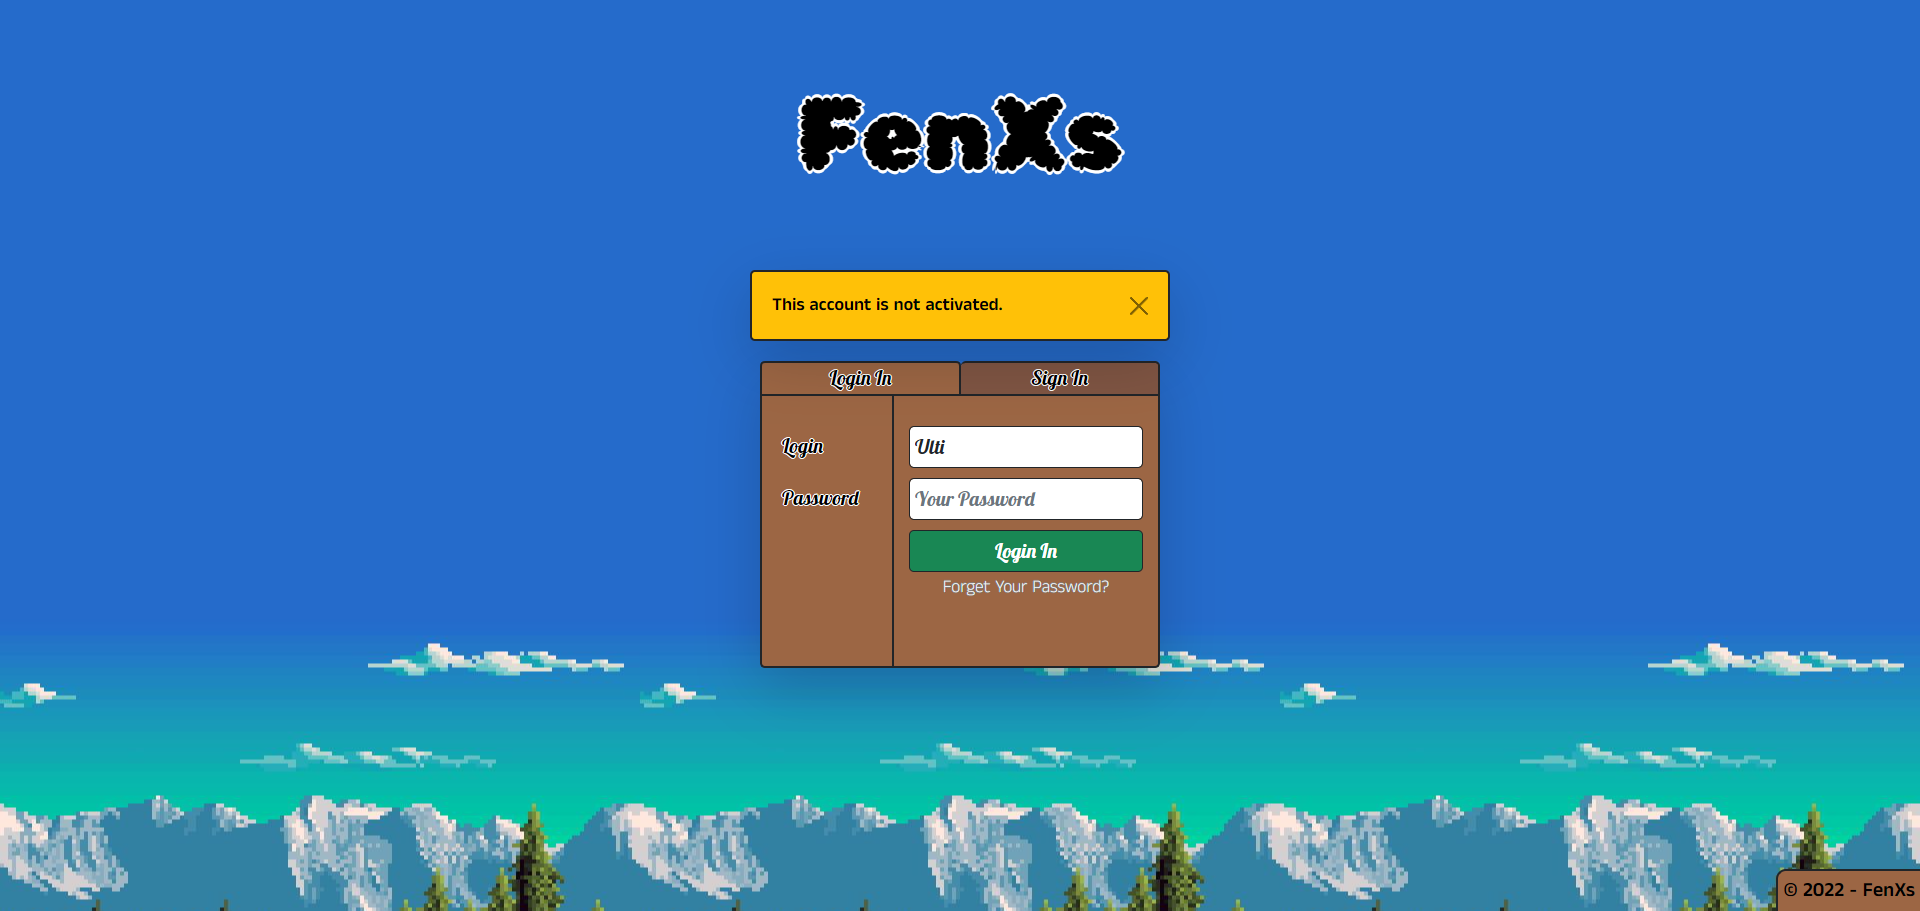 FenXs
This account is not activated.
Login In
Sign In
Login
Ulti
Password
Your Password
Login In
Forget Your Password?
© 2022 - FenXs